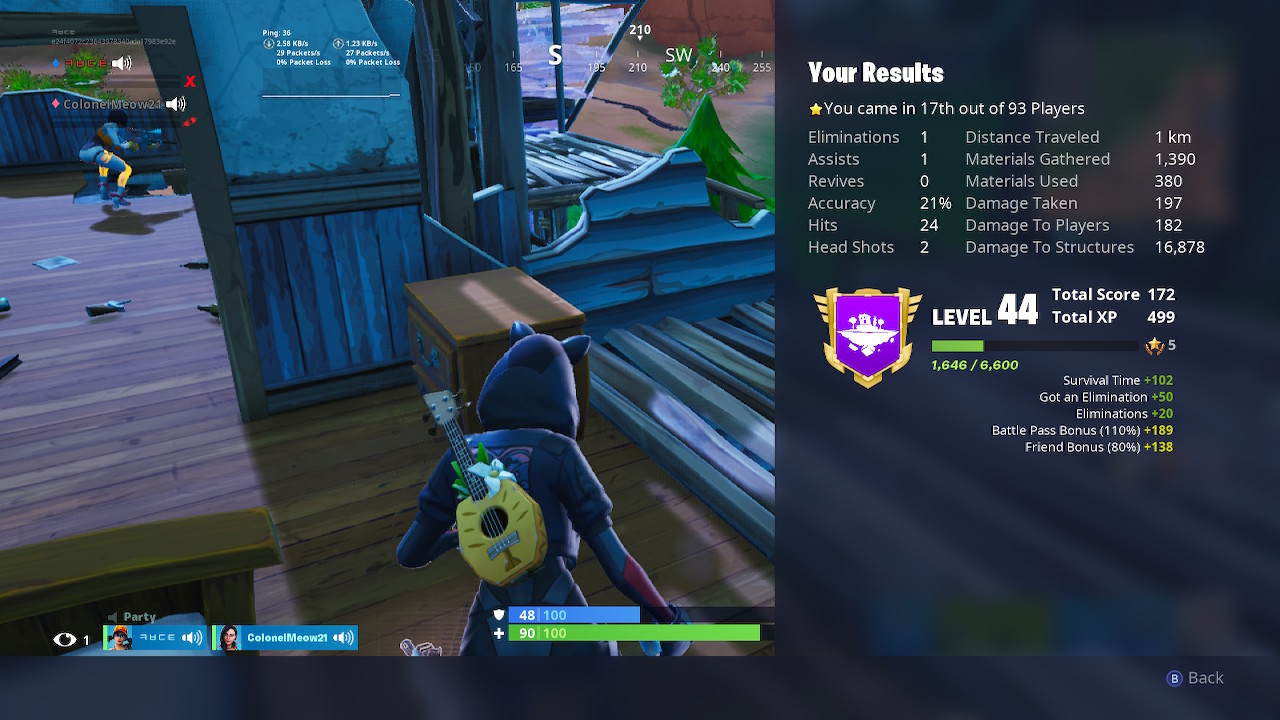 Ping: 36
2.58 KB/s 1.23 KB/s
29 Packets/s 27 Packets/s
0% Packet Loss 0% Packet Loss
ColonelMeow21
210
165 S 195 210 SW 240 255
48 100
90 100
1
Party
ColonelMeow21
Your Results
You came in 17th out of 93 Players
Eliminations 1 Distance Traveled 1 km
Assists 1 Materials Gathered 1,390
Revives 0 Materials Used 380
Accuracy 21% Damage Taken 197
Hits 24 Damage To Players 182
Head Shots 2 Damage To Structures 16,878
LEVEL 44
Total Score 172
Total XP 499
5
1,646 / 6,600
Survival Time +102
Got an Elimination +50
Eliminations +20
Battle Pass Bonus (110%) +189
Friend Bonus (80%) +138
B Back